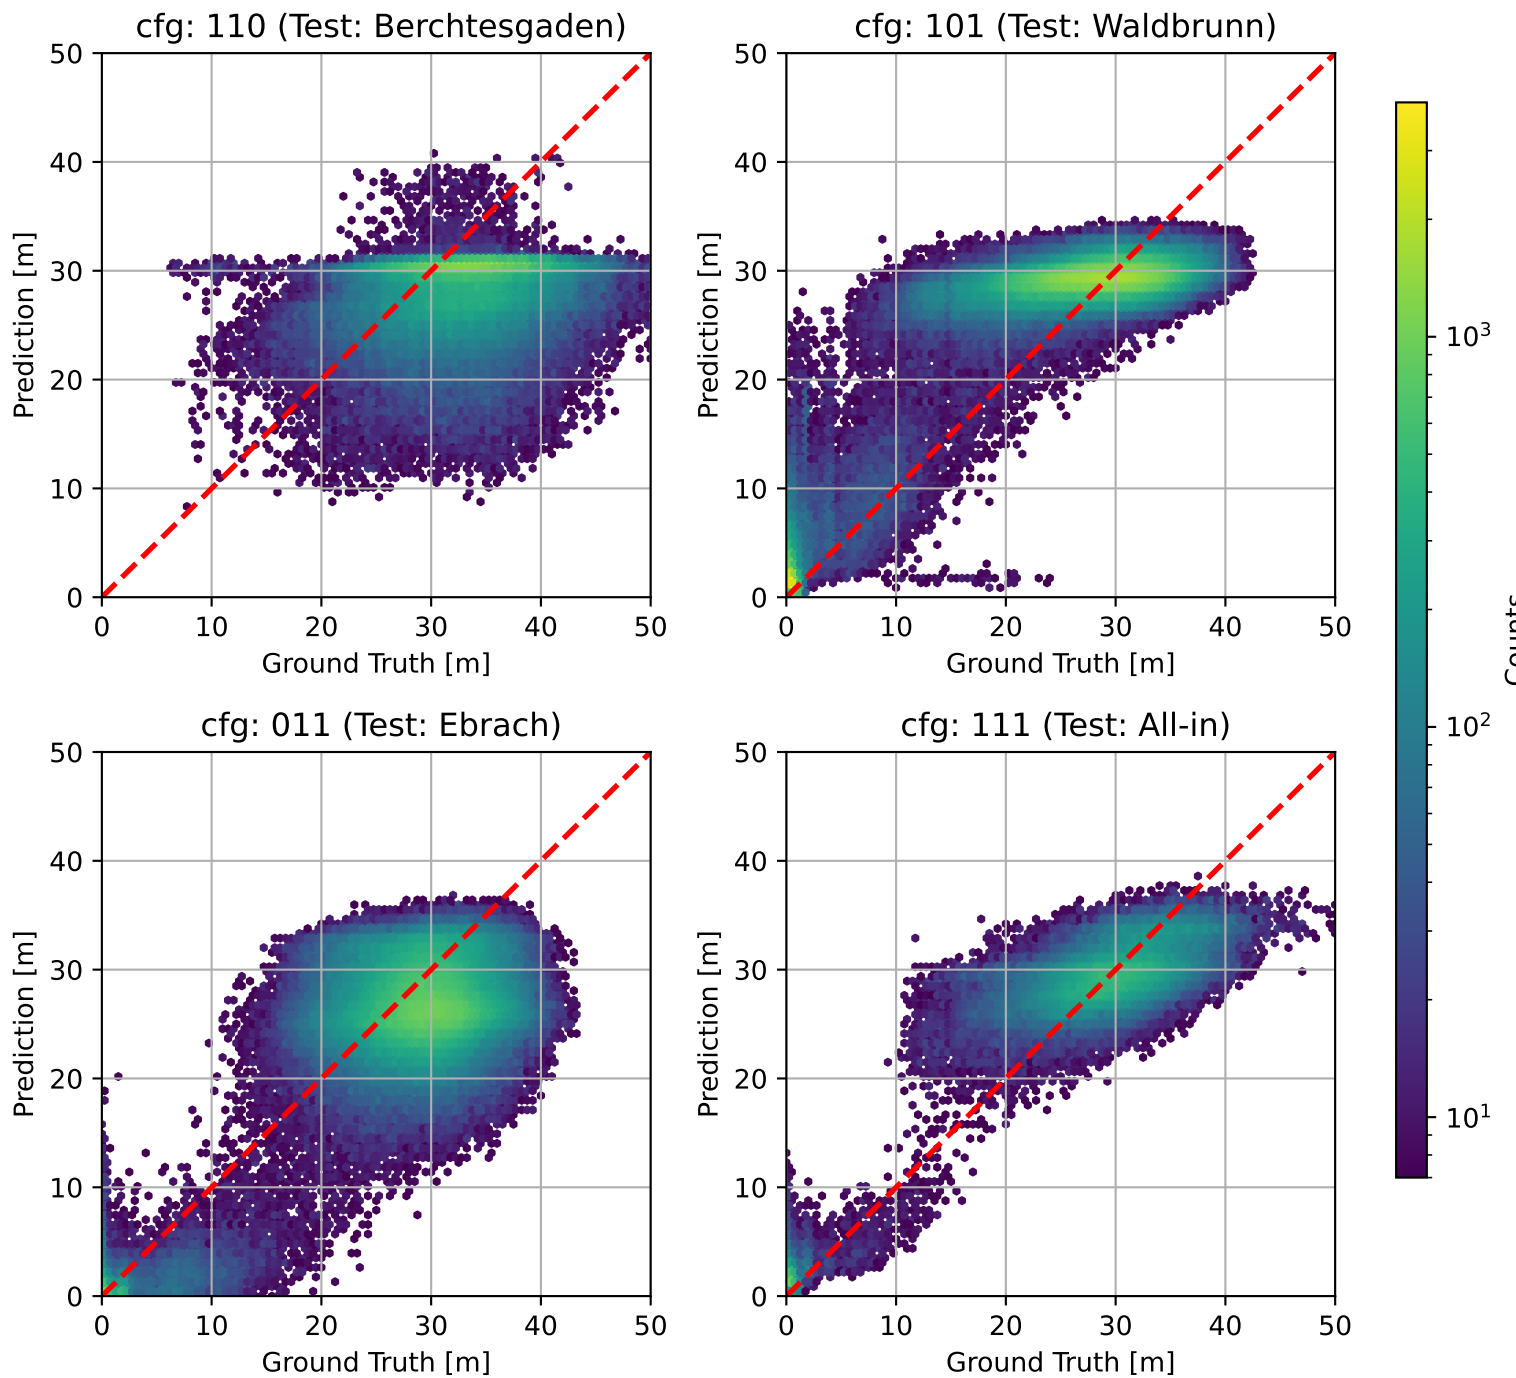 cfg: 110 (Test: Berchtesgaden)
50
40
30
20
10
0
Prediction [m]
0 10 20 30 40 50
Ground Truth [m]
cfg: 101 (Test: Waldbrunn)
50
40
30
20
10
0
Prediction [m]
0 10 20 30 40 50
Ground Truth [m]
cfg: 011 (Test: Ebrach)
50
40
30
20
10
0
Prediction [m]
0 10 20 30 40 50
Ground Truth [m]
cfg: 111 (Test: All-in)
50
40
30
20
10
0
Prediction [m]
0 10 20 30 40 50
Ground Truth [m]
10³
10²
10¹
Counts